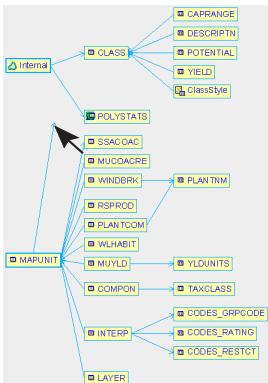 CAPRANGE
DESCRIPTN
Internal
CLASS
POTENTIAL
YIELD
ClassStyle
POLYSTATS
SSACOAC
MUCOACRE
WINDBRK
PLANTNM
RSPROD
PLANTCOM
WLHABIT
MAPUNIT
MUYLD
YLDUNITS
COMPON
TAXCLASS
CODES_GRPCODE
INTERP
CODES_RATING
CODES_RESTCT
LAYER